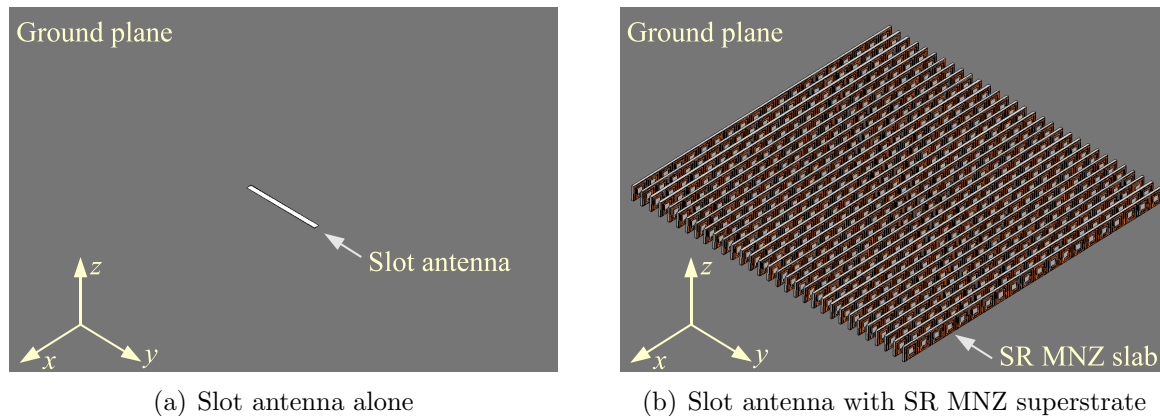 Ground plane
Slot antenna
z
x
y
(a) Slot antenna alone
Ground plane
z
x
y
SR MNZ slab
(b) Slot antenna with SR MNZ superstrate